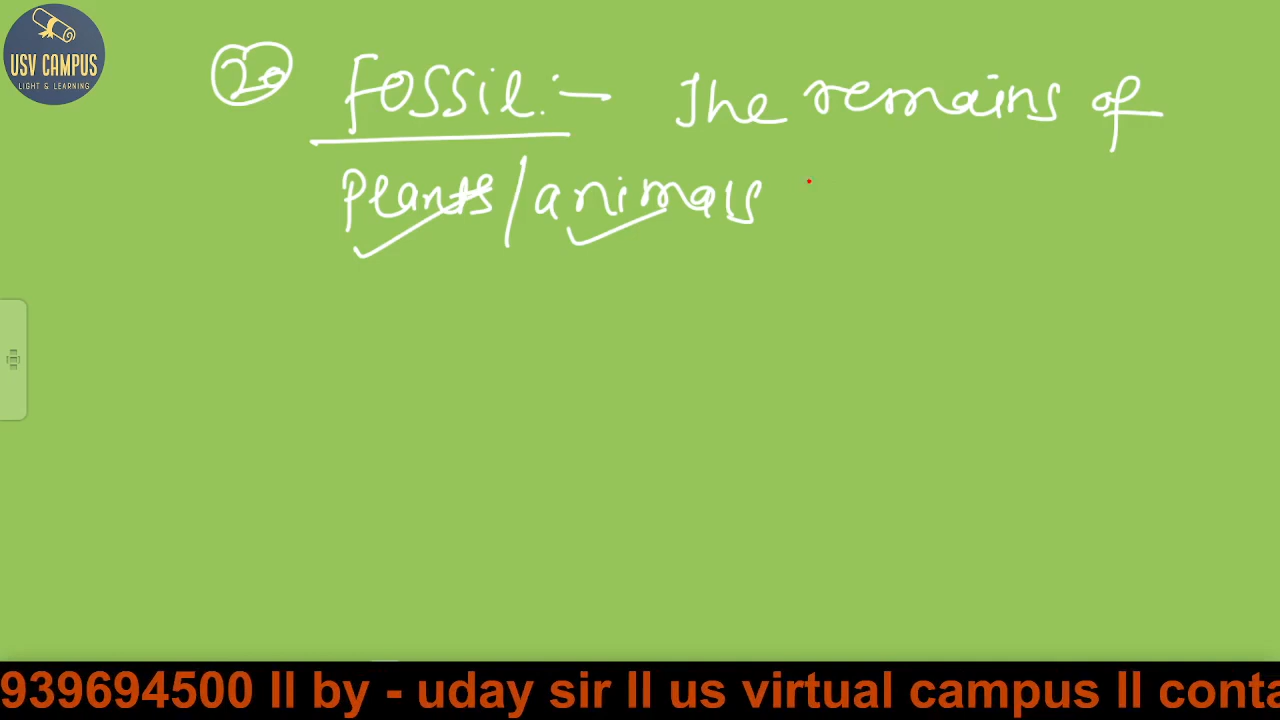 USV CAMPUS
LIGHT & LEARNING
20 Fossil:- The remains of
Plants/animals
939694500 ll by - uday sir ll us virtual campus ll conta